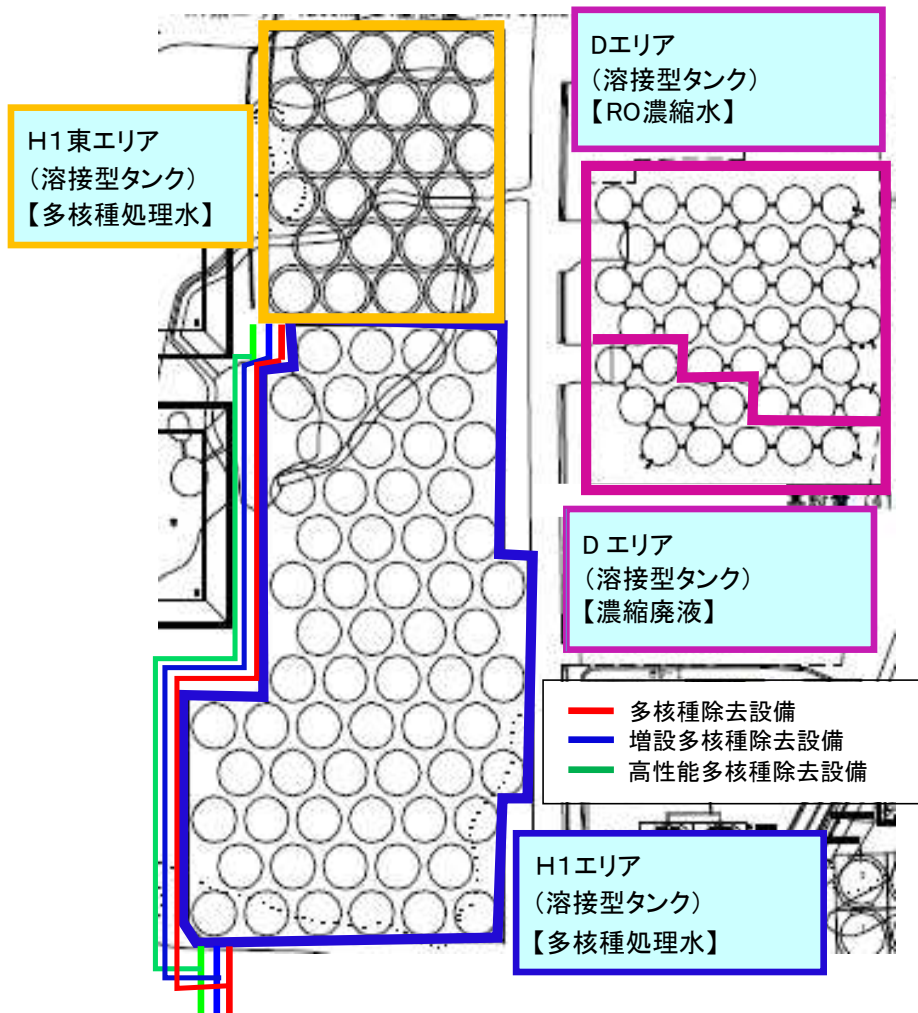 Dエリア
（溶接型タンク）
【RO濃縮水】
H1東エリア
（溶接型タンク）
【多核種処理水】
D エリア
（溶接型タンク）
【濃縮廃液】
多核種除去設備
増設多核種除去設備
高性能多核種除去設備
H1エリア
（溶接型タンク）
【多核種処理水】